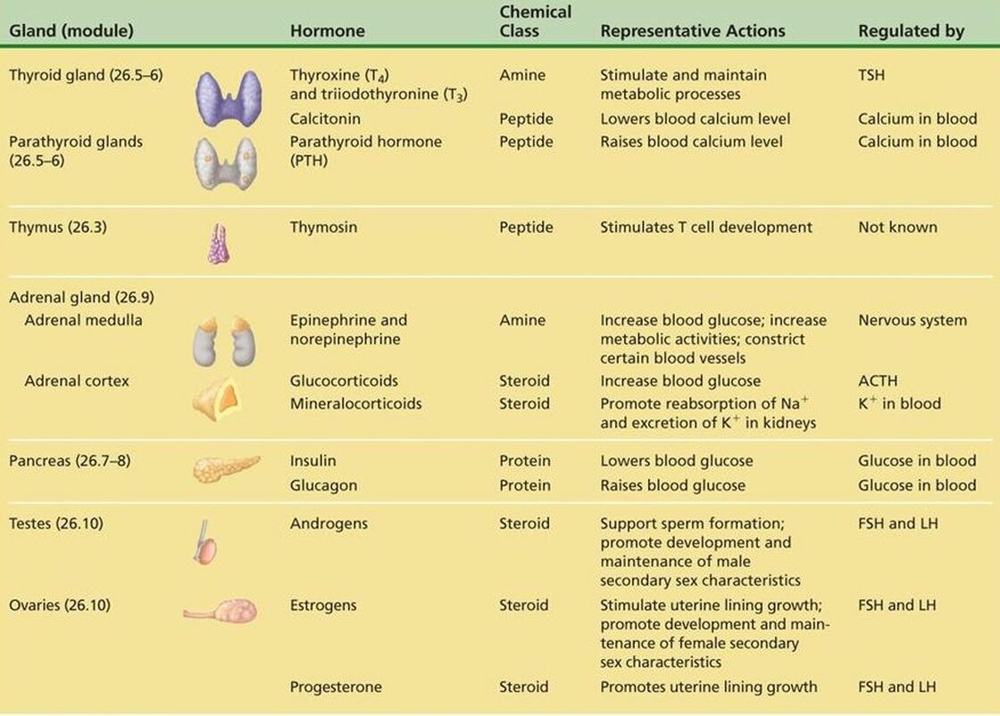 Gland (module) Hormone Chemical Class Representative Actions Regulated by
Thyroid gland (26.5–6) Thyroxine (T₄) Amine Stimulate and maintain TSH
and triiodothyronine (T₃) metabolic processes
Calcitonin Peptide Lowers blood calcium level Calcium in blood
Parathyroid glands Parathyroid hormone Peptide Raises blood calcium level Calcium in blood
(26.5–6) (PTH)
Thymus (26.3) Thymosin Peptide Stimulates T cell development Not known
Adrenal gland (26.9)
Adrenal medulla Epinephrine and Amine Increase blood glucose; increase Nervous system
norepinephrine metabolic activities; constrict
certain blood vessels
Adrenal cortex Glucocorticoids Steroid Increase blood glucose ACTH
Mineralocorticoids Steroid Promote reabsorption of Na⁺ K⁺ in blood
and excretion of K⁺ in kidneys
Pancreas (26.7–8) Insulin Protein Lowers blood glucose Glucose in blood
Glucagon Protein Raises blood glucose Glucose in blood
Testes (26.10) Androgens Steroid Support sperm formation; FSH and LH
promote development and
maintenance of male
secondary sex characteristics
Ovaries (26.10) Estrogens Steroid Stimulate uterine lining growth; FSH and LH
promote development and main-
tenance of female secondary
sex characteristics
Progesterone Steroid Promotes uterine lining growth FSH and LH